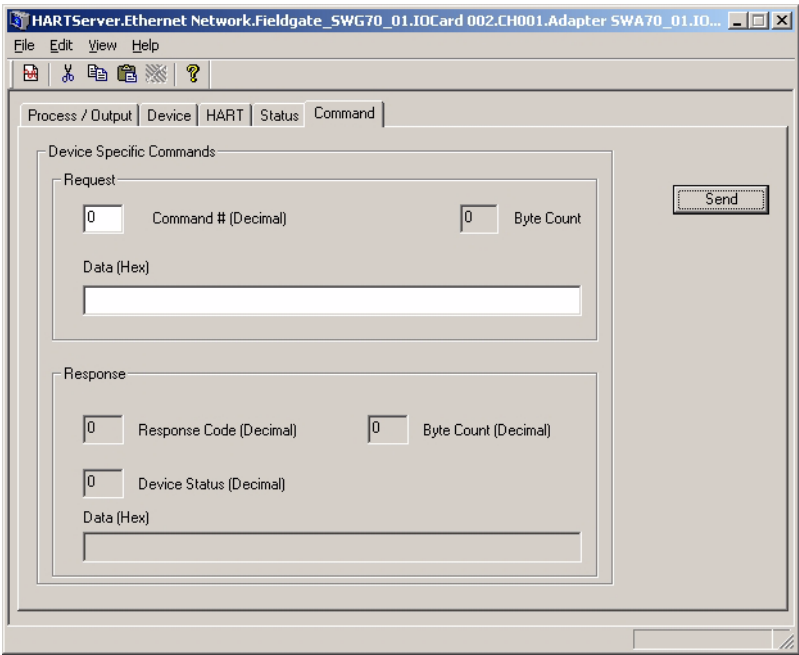 HARTServer.Ethernet Network.Fieldgate_SWG70_01.IOCard 002.CH001.Adapter SWA70_01.IO...
File Edit View Help
Process / Output Device HART Status Command
Device Specific Commands
Request
Send
0 Command # (Decimal) 0 Byte Count
Data (Hex)
Response
0 Response Code (Decimal) 0 Byte Count (Decimal)
0 Device Status (Decimal)
Data (Hex)